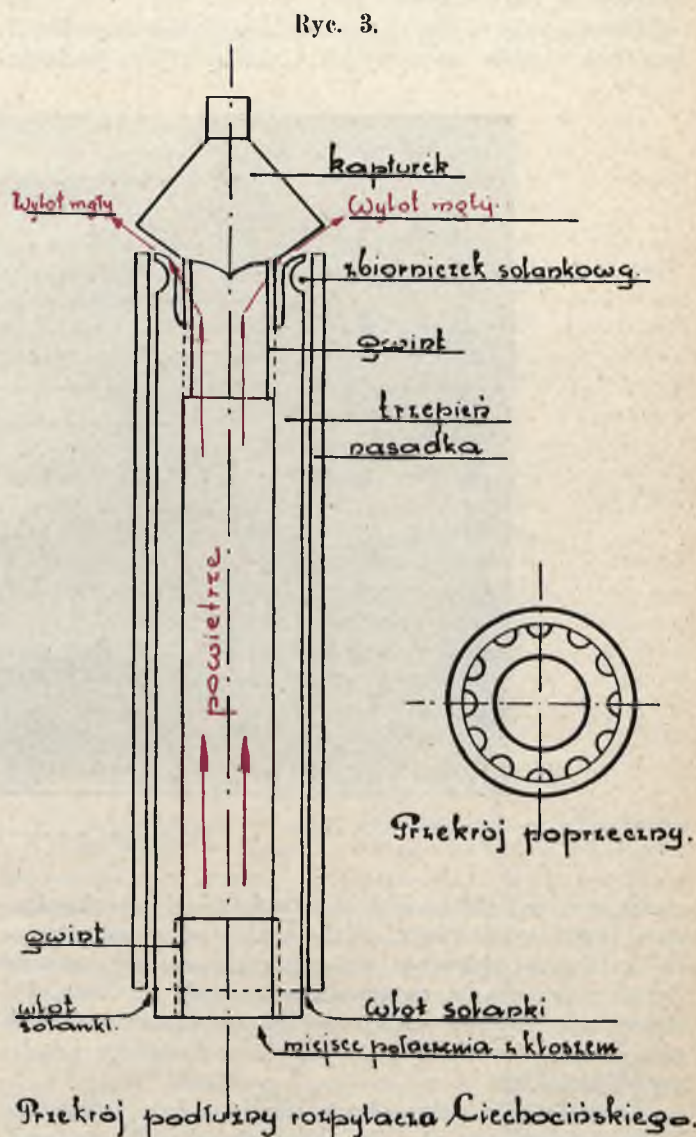 Ryc. 3.
kapturek
Wylot mgły
Wylot mgły.
zbiorniczek solankowy.
gwint
trzepień
nasadka
powietrze
Przekrój poprzeczny.
gwint
wlot
solanki.
wlot solanki
miejsce połączenia z kloszem
Przekrój podłużny rozpylacza Ciechocińskiego.